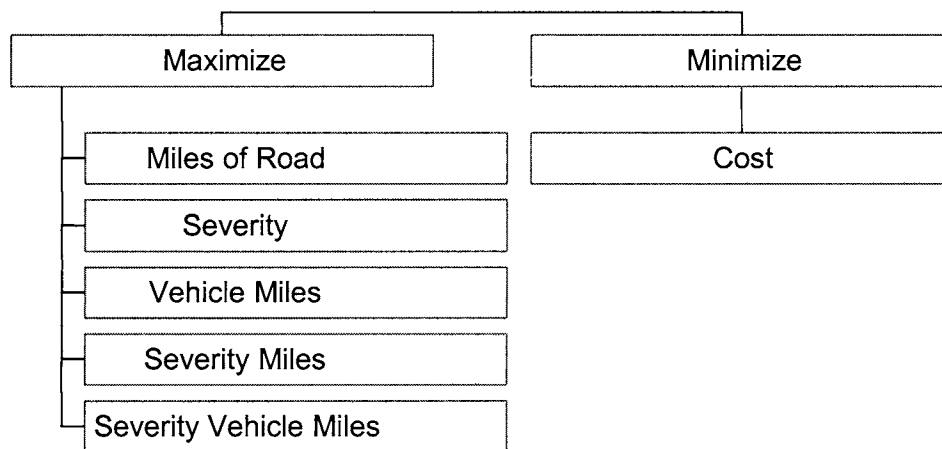 Maximize
Minimize
Miles of Road
Cost
Severity
Vehicle Miles
Severity Miles
Severity Vehicle Miles